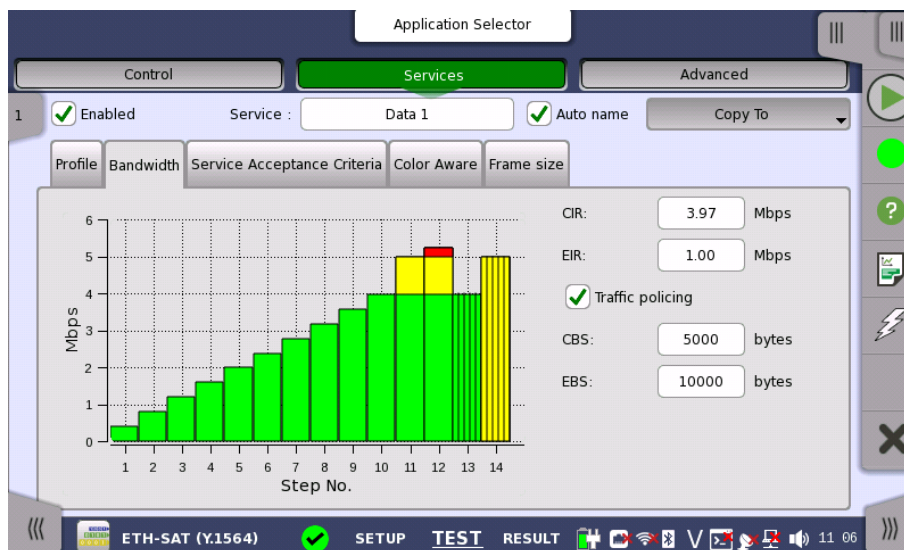 Application Selector
Control Services Advanced
1 Enabled Service : Data 1 Auto name Copy To
Profile Bandwidth Service Acceptance Criteria Color Aware Frame size
6
5
4
3
2
1
0
Mbps
1 2 3 4 5 6 7 8 9 10 11 12 13 14
Step No.
CIR: 3.97 Mbps
EIR: 1.00 Mbps
Traffic policing
CBS: 5000 bytes
EBS: 10000 bytes
ETH-SAT (Y.1564) SETUP TEST RESULT 11 06